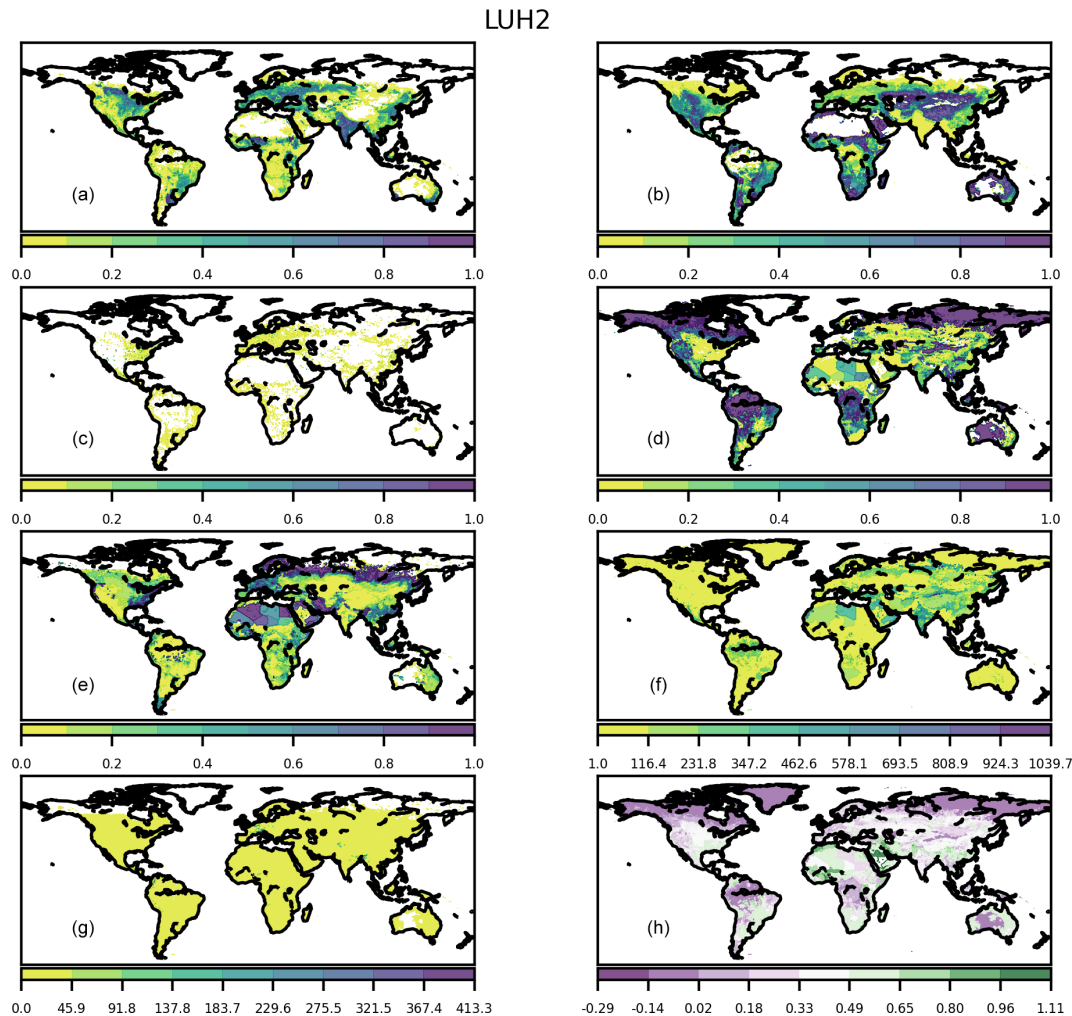 LUH2
(a)
(b)
0.0 0.2 0.4 0.6 0.8 1.0
0.0 0.2 0.4 0.6 0.8 1.0
(c)
(d)
0.0 0.2 0.4 0.6 0.8 1.0
0.0 0.2 0.4 0.6 0.8 1.0
(e)
(f)
0.0 0.2 0.4 0.6 0.8 1.0
1.0 116.4 231.8 347.2 462.6 578.1 693.5 808.9 924.3 1039.7
(g)
(h)
0.0 45.9 91.8 137.8 183.7 229.6 275.5 321.5 367.4 413.3
-0.29 -0.14 0.02 0.18 0.33 0.49 0.65 0.80 0.96 1.11